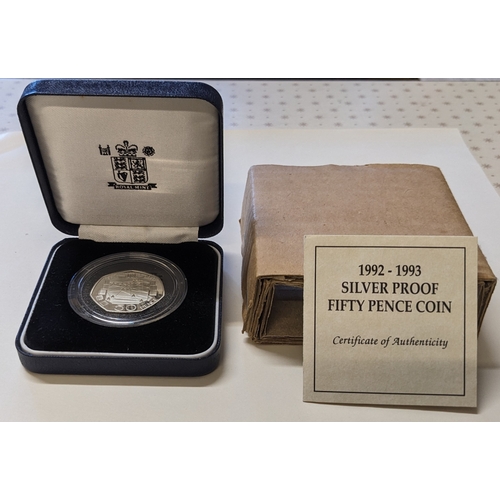 ROYAL MINT
1992 - 1993
SILVER PROOF
FIFTY PENCE COIN
Certificate of Authenticity